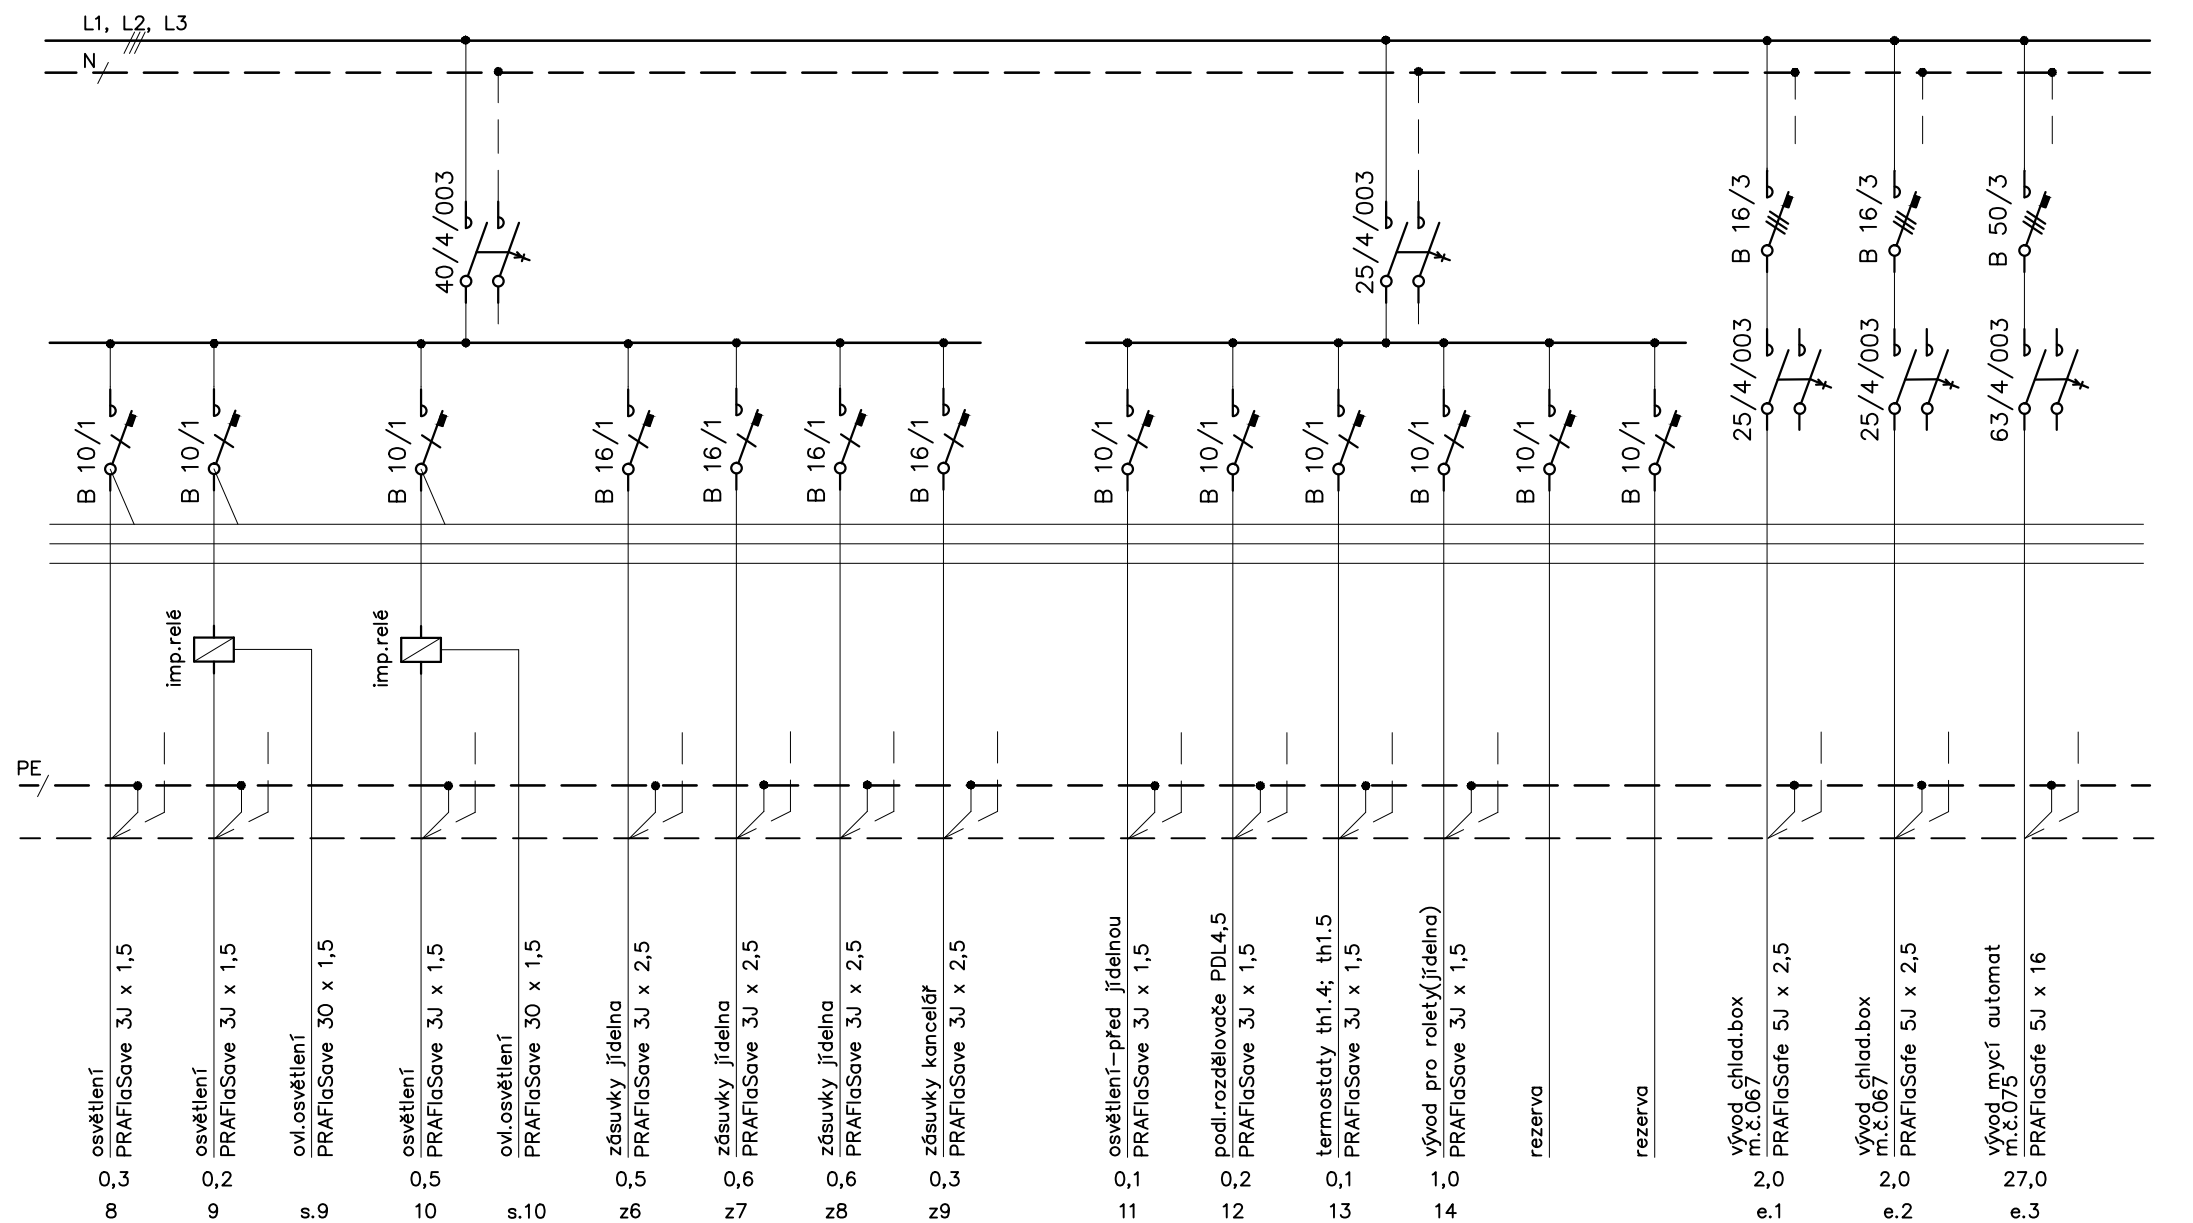 L1, L2, L3
N
40/4/003
25/4/003
B 16/3
B 16/3
B 50/3
25/4/003
25/4/003
63/4/003
B 10/1
B 10/1
B 10/1
B 16/1
B 16/1
B 16/1
B 16/1
B 10/1
B 10/1
B 10/1
B 10/1
B 10/1
B 10/1
imp.relé
imp.relé
PE
osvětlení
PRAFlaSave 3J x 1,5
osvětlení
PRAFlaSave 3J x 1,5
ovl.osvětlení
PRAFlaSave 3O x 1,5
osvětlení
PRAFlaSave 3J x 1,5
ovl.osvětlení
PRAFlaSave 3O x 1,5
zásuvky jídelna
PRAFlaSave 3J x 2,5
zásuvky jídelna
PRAFlaSave 3J x 2,5
zásuvky jídelna
PRAFlaSave 3J x 2,5
zásuvky kancelář
PRAFlaSave 3J x 2,5
osvětlení-před jídelnou
PRAFlaSave 3J x 1,5
podl.rozdělovače PDL4,5
PRAFlaSave 3J x 1,5
termostaty th1.4; th1.5
PRAFlaSave 3J x 1,5
vývod pro rolety(jídelna)
PRAFlaSave 3J x 1,5
rezerva
rezerva
vývod chlad.box
m.č.067
PRAFlaSafe 5J x 2,5
vývod chlad.box
m.č.067
PRAFlaSafe 5J x 2,5
vývod mycí automat
m.č.075
PRAFlaSafe 5J x 16
0,3 0,2 0,5 0,5 0,6 0,6 0,3 0,1 0,2 0,1 1,0 2,0 2,0 27,0
8 9 s.9 10 s.10 z6 z7 z8 z9 11 12 13 14 e.1 e.2 e.3